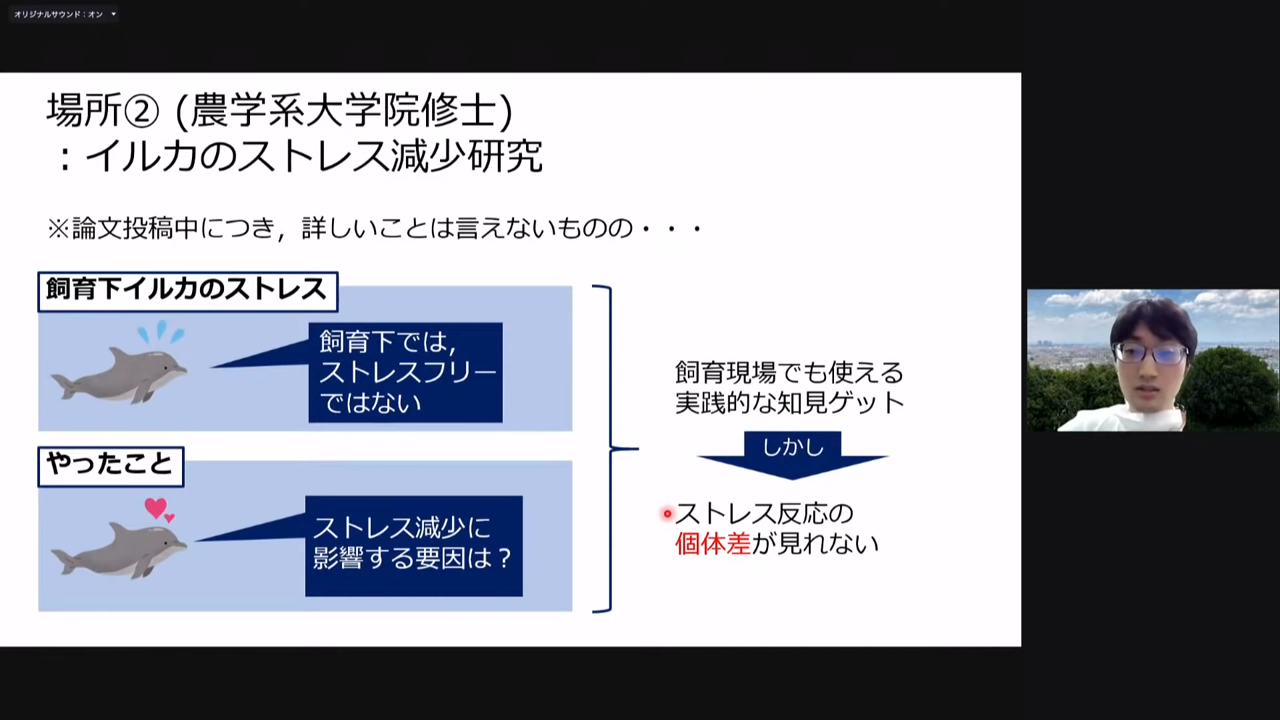 オリジナルサウンド：オン
場所② (農学系大学院修士)
：イルカのストレス減少研究
※論文投稿中につき，詳しいことは言えないものの・・・
飼育下イルカのストレス
飼育下では，
ストレスフリー
ではない
やったこと
ストレス減少に
影響する要因は？
飼育現場でも使える
実践的な知見ゲット
しかし
ストレス反応の
個体差が見れない